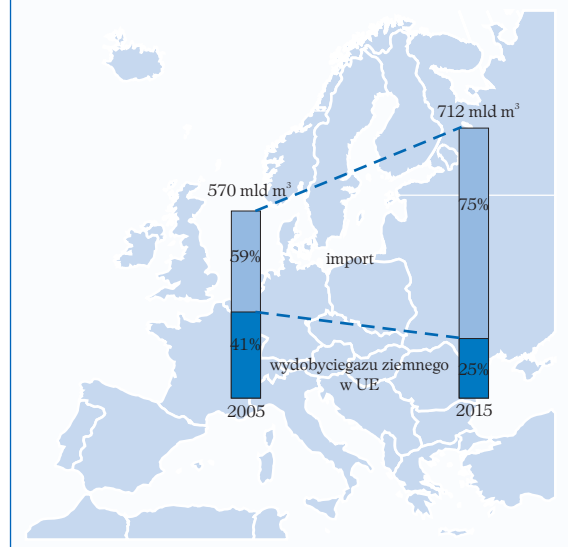 712 mld m³
570 mld m³
75%
59%
import
41%
wydobyciegazu ziemnego
w UE
25%
2005
2015